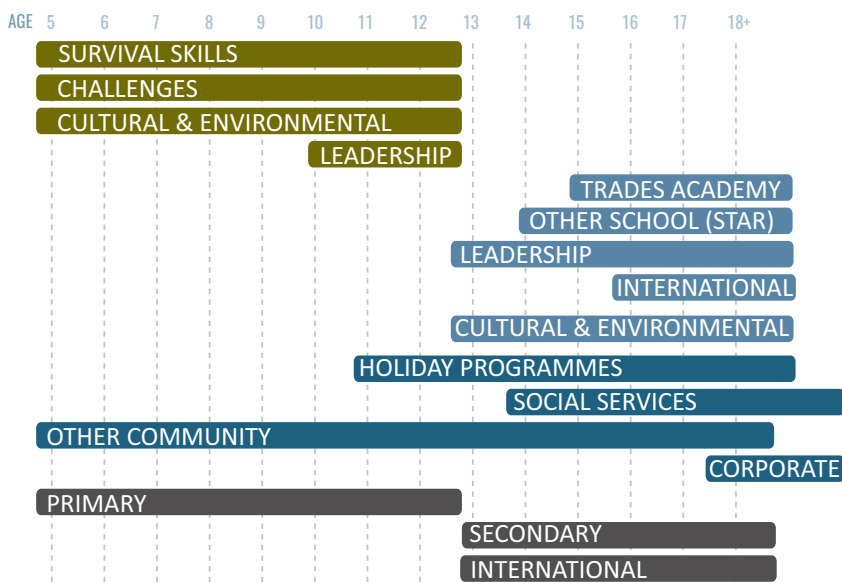 AGE 5 6 7 8 9 10 11 12 13 14 15 16 17 18+
SURVIVAL SKILLS
CHALLENGES
CULTURAL & ENVIRONMENTAL
LEADERSHIP
TRADES ACADEMY
OTHER SCHOOL (STAR)
LEADERSHIP
INTERNATIONAL
CULTURAL & ENVIRONMENTAL
HOLIDAY PROGRAMMES
SOCIAL SERVICES
OTHER COMMUNITY
CORPORATE
PRIMARY
SECONDARY
INTERNATIONAL